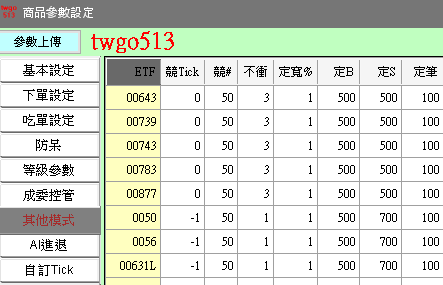 twgo
513 商品參數設定
參數上傳 twgo513
基本設定
下單設定
吃單設定
防呆
等級參數
成委控管
其他模式
AI進退
自訂Tick
ETF 競Tick 競# 不衝 定寬% 定B 定S 定筆
00643 0 50 3 1 500 500 100
00739 0 50 3 1 500 500 100
00743 0 50 3 1 500 500 100
00783 0 50 3 1 500 500 100
00877 0 50 3 1 500 500 100
0050 -1 50 1 1 500 700 100
0056 -1 50 1 1 500 700 100
00631L -1 50 1 1 500 700 100